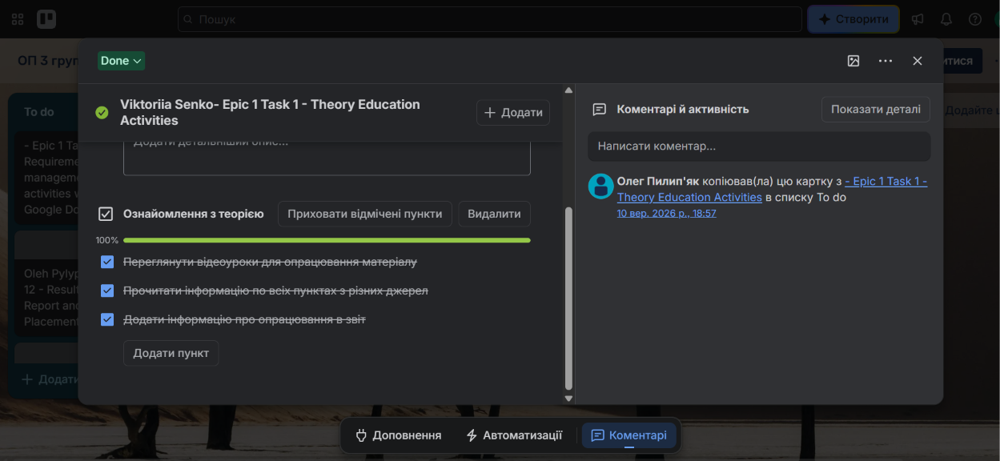 Пошук
Створити
ОП 3 груп
итися
Done
To do
Додайте
- Epic 1 Ta
Requireme
managem
activities w
Google Do
Oleh Pylyp
12 - Result
Report and
Placement
Додати
Viktoriia Senko- Epic 1 Task 1 - Theory Education
Activities
Додати
Додати детальніший опис...
Ознайомлення з теорією
Приховати відмічені пункти
Видалити
100%
Переглянути відеоуроки для опрацювання матеріалу
Прочитати інформацію по всіх пунктах з різних джерел
Додати інформацію про опрацювання в звіт
Додати пункт
Коментарі й активність
Показати деталі
Написати коментар...
Олег Пилип'як копіював(ла) цю картку з - Epic 1 Task 1 -
Theory Education Activities в списку To do
10 вер. 2026 р., 18:57
Доповнення
Автоматизації
Коментарі